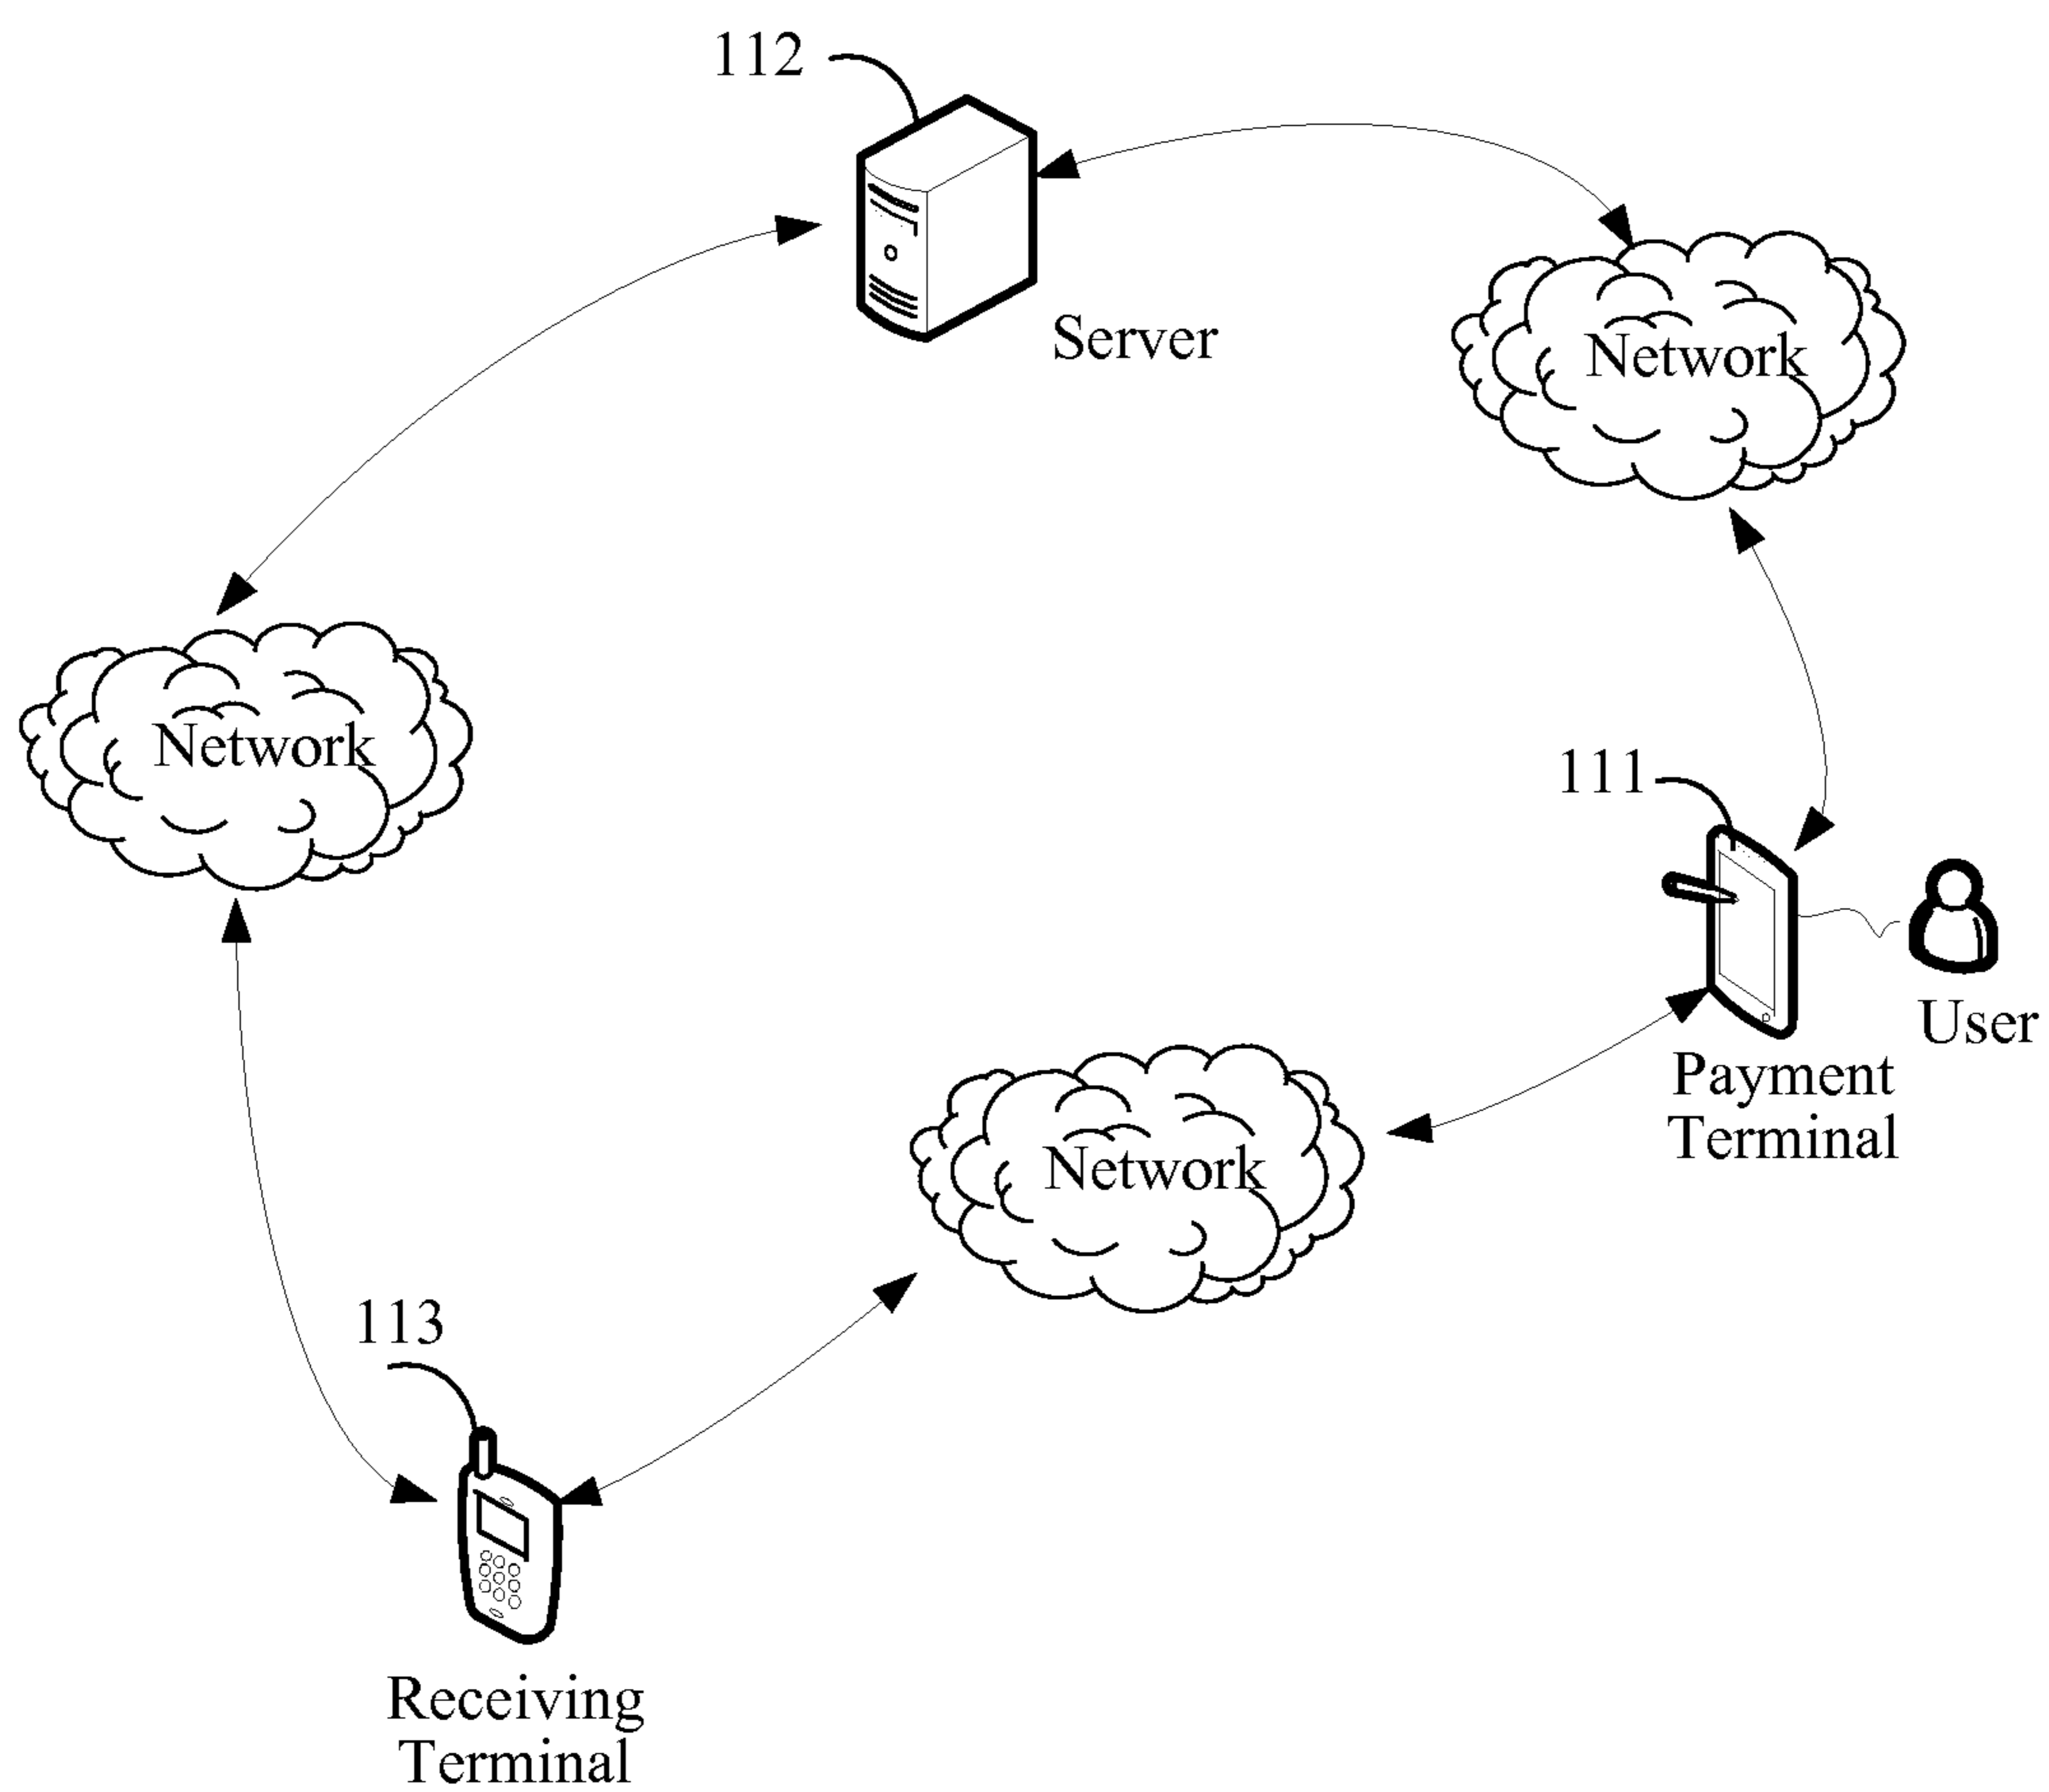 112
Server
Network
Network
111
User
Payment
Terminal
Network
113
Receiving
Terminal